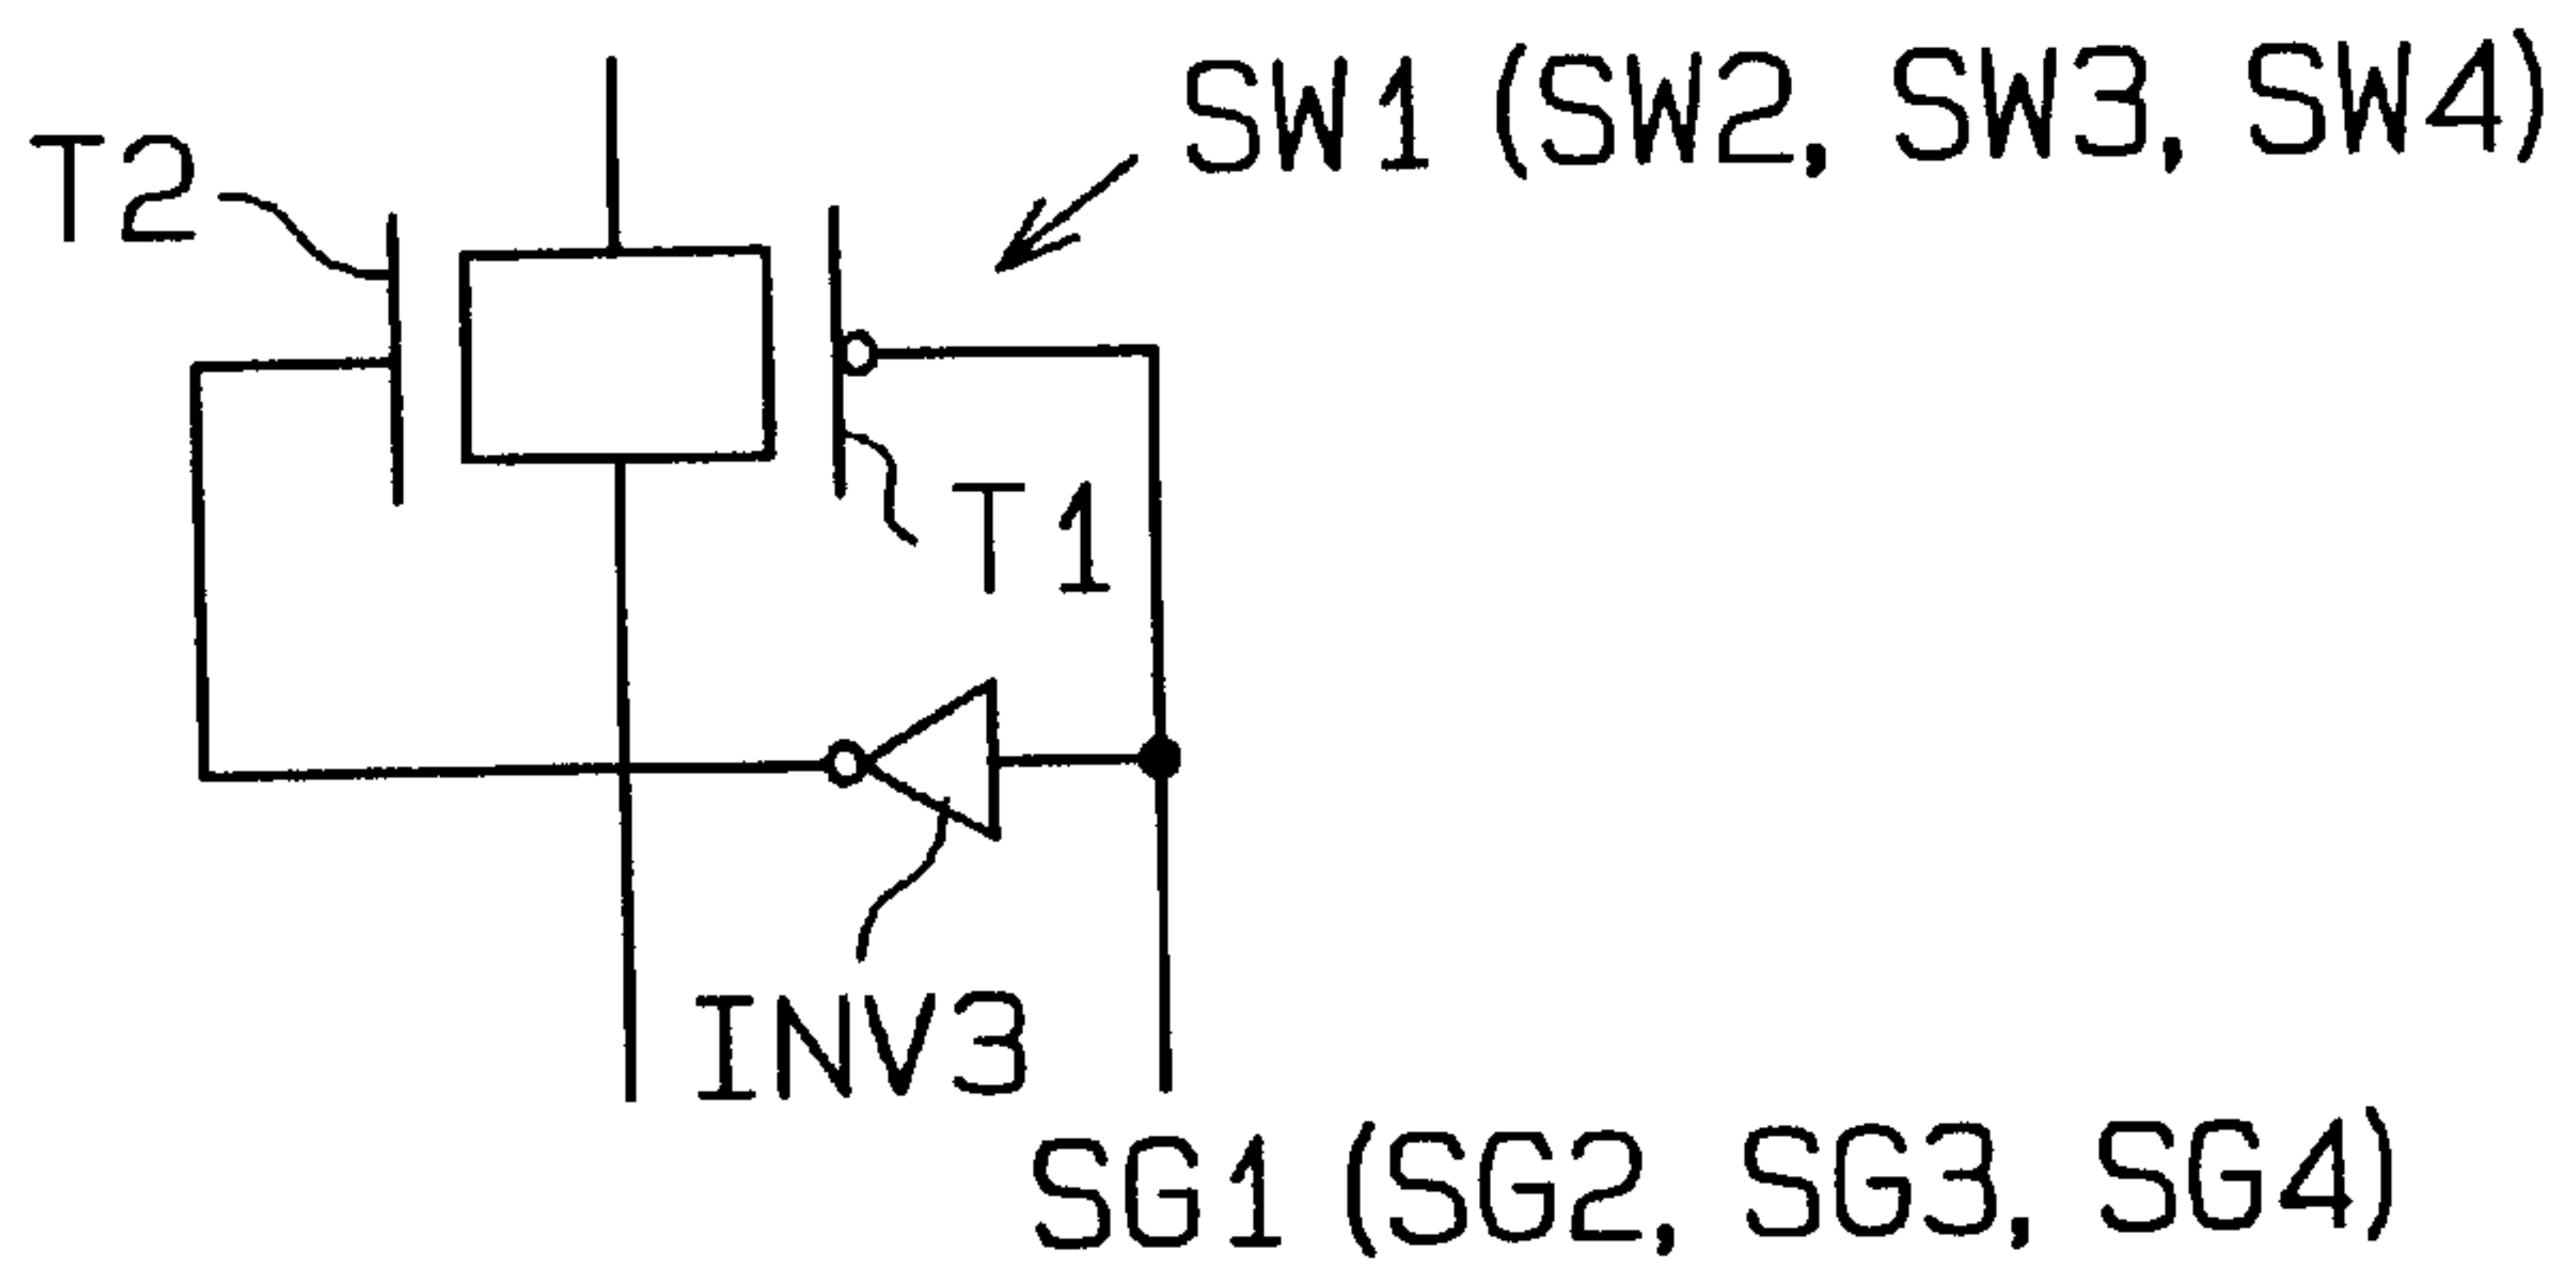 SW1 (SW2, SW3, SW4)
T2
T1
INV3
SG1 (SG2, SG3, SG4)